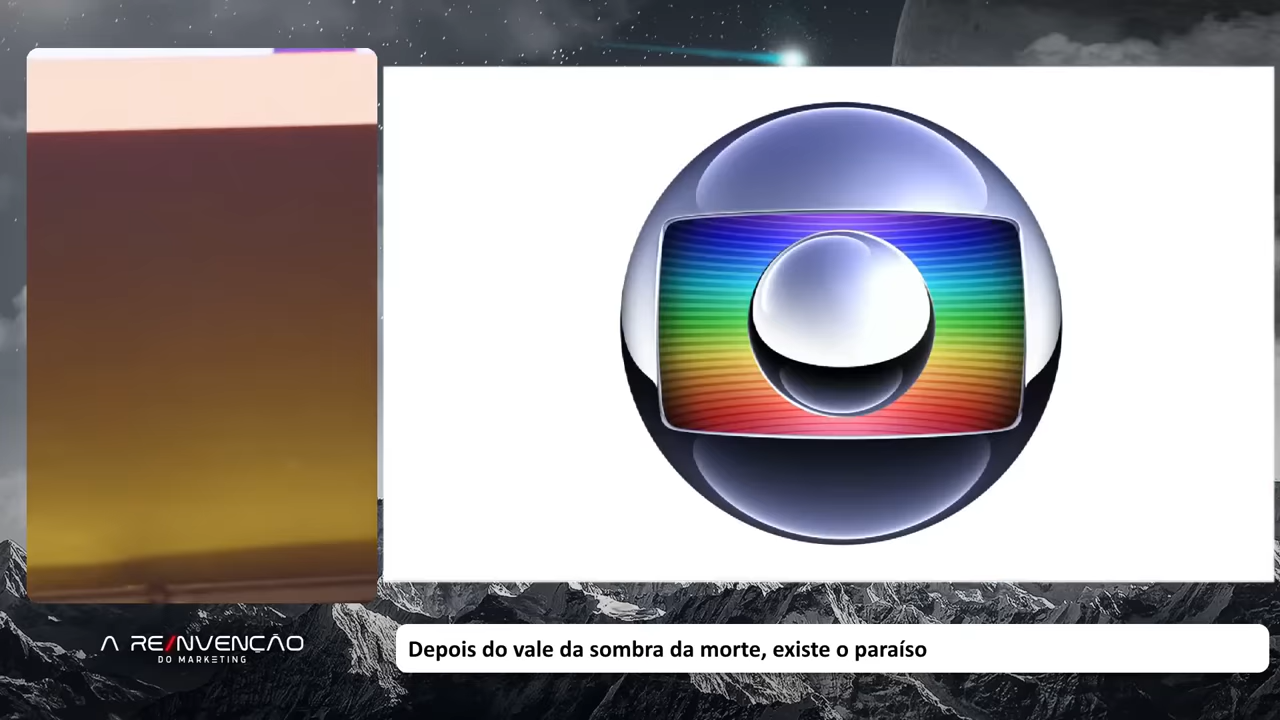 A RE/NVENÇÃO
DO MARKETING
Depois do vale da sombra da morte, existe o paraíso